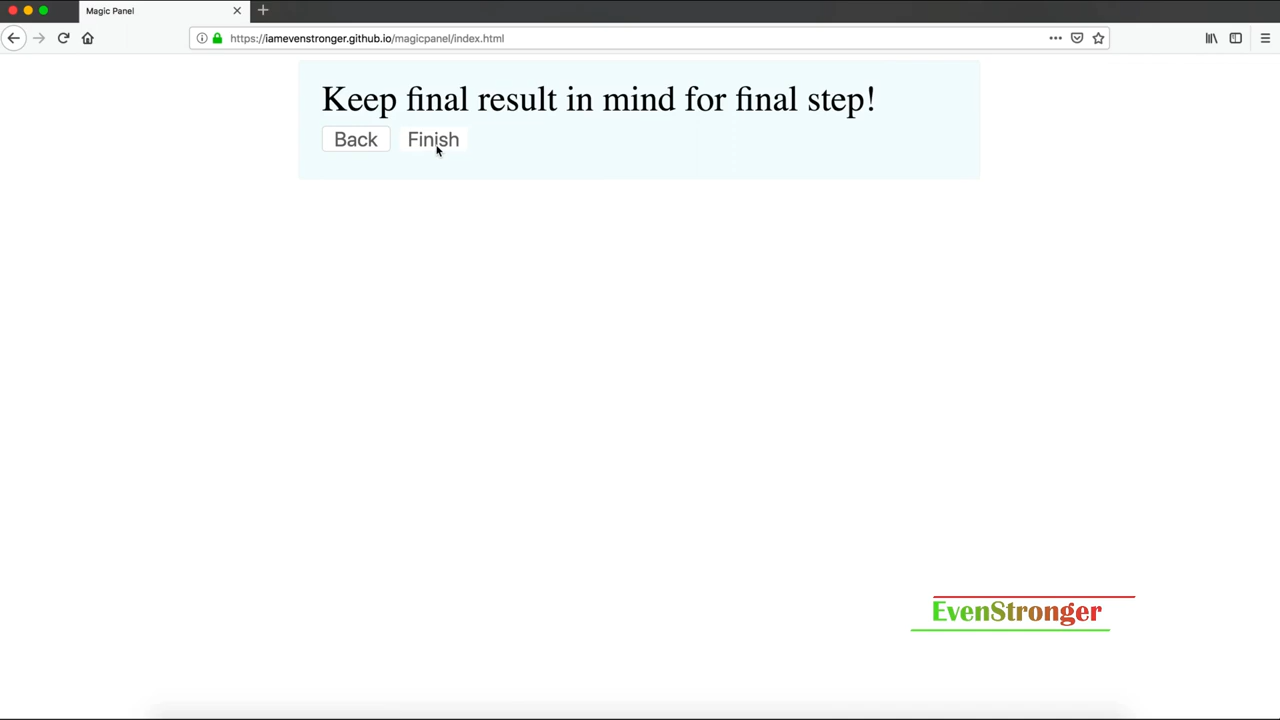 Magic Panel
https://iamevenstronger.github.io/magicpanel/index.html
Keep final result in mind for final step!
Back Finish
EvenStronger